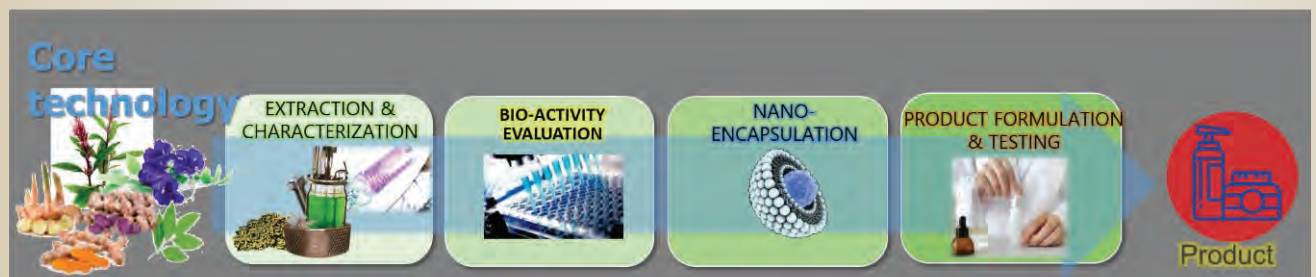 Core
technology
EXTRACTION &
CHARACTERIZATION
BIO-ACTIVITY
EVALUATION
NANO-
ENCAPSULATION
PRODUCT FORMULATION
& TESTING
Product